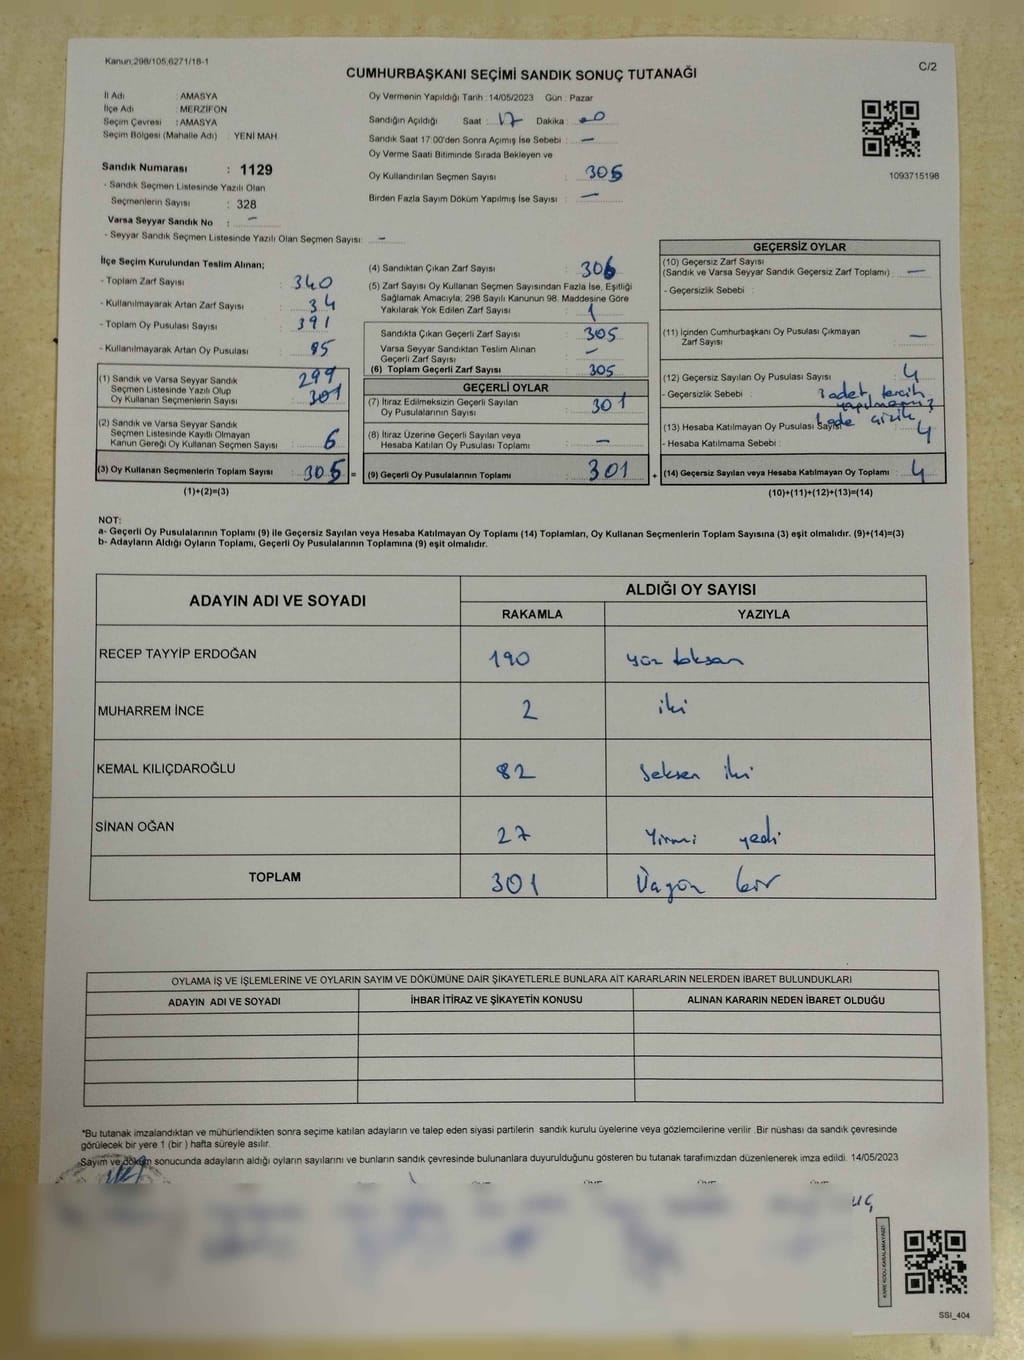 Kanun,298/105,6271/18-1
C/2
CUMHURBAŞKANI SEÇİMİ SANDIK SONUÇ TUTANAĞI
İl Adı : AMASYA
İlçe Adı : MERZİFON
Seçim Çevresi : AMASYA
Seçim Bölgesi (Mahalle Adı) : YENİ MAH
Sandık Numarası : 1129
- Sandık Seçmen Listesinde Yazılı Olan
Seçmenlerin Sayısı : 328
Varsa Seyyar Sandık No : -
- Seyyar Sandık Seçmen Listesinde Yazılı Olan Seçmen Sayısı : -
Oy Vermenin Yapıldığı Tarih : 14/05/2023 Gün : Pazar
Sandığın Açıldığı Saat : 17 Dakika : 00
Sandık Saat 17 00'den Sonra Açımış İse Sebebi : -
Oy Verme Saati Bitiminde Sırada Bekleyen ve
Oy Kullandırılan Seçmen Sayısı : 305
Birden Fazla Sayım Döküm Yapılmış İse Sayısı : -
1093715196
İlçe Seçim Kurulundan Teslim Alınan;
- Toplam Zarf Sayısı : 340
- Kullanılmayarak Artan Zarf Sayısı : 34
- Toplam Oy Pusulası Sayısı : 391
- Kullanılmayarak Artan Oy Pusulası : 85
(1) Sandık ve Varsa Seyyar Sandık
Seçmen Listesinde Yazılı Olup
Oy Kullanan Seçmenlerin Sayısı : 299
301
(2) Sandık ve Varsa Seyyar Sandık
Seçmen Listesinde Kayıtlı Olmayan
Kanun Gereği Oy Kullanan Seçmen Sayısı : 6
(3) Oy Kullanan Seçmenlerin Toplam Sayısı : 305 =
(1)+(2)=(3)
(4) Sandıktan Çıkan Zarf Sayısı : 306
(5) Zarf Sayısı Oy Kullanan Seçmen Sayısından Fazla İse, Eşitliği
Sağlamak Amacıyla; 298 Sayılı Kanunun 98. Maddesine Göre
Yakılarak Yok Edilen Zarf Sayısı : 1
Sandıkta Çıkan Geçerli Zarf Sayısı : 305
Varsa Seyyar Sandıktan Teslim Alınan
Geçerli Zarf Sayısı : -
(6) Toplam Geçerli Zarf Sayısı : 305
GEÇERLİ OYLAR
(7) İtiraz Edilmeksizin Geçerli Sayılan
Oy Pusulalarının Sayısı : 301
(8) İtiraz Üzerine Geçerli Sayılan veya
Hesaba Katılan Oy Pusulası Toplamı : -
(9) Geçerli Oy Pusulalarının Toplamı : 301 +
GEÇERSİZ OYLAR
(10) Geçersiz Zarf Sayısı
(Sandık ve Varsa Seyyar Sandık Geçersiz Zarf Toplamı) : -
- Geçersizlik Sebebi :
(11) İçinden Cumhurbaşkanı Oy Pusulası Çıkmayan
Zarf Sayısı : -
(12) Geçersiz Sayılan Oy Pusulası Sayısı : 4
- Geçersizlik Sebebi : 3 adet tercih
yapılmamış
(13) Hesaba Katılmayan Oy Pusulası Sayısı : 4
- Hesaba Katılmama Sebebi :
(14) Geçersiz Sayılan veya Hesaba Katılmayan Oy Toplamı : 4
(10)+(11)+(12)+(13)=(14)
NOT:
a- Geçerli Oy Pusulalarının Toplamı (9) ile Geçersiz Sayılan veya Hesaba Katılmayan Oy Toplamı (14) Toplamları, Oy Kullanan Seçmenlerin Toplam Sayısına (3) eşit olmalıdır. (9)+(14)=(3)
b- Adayların Aldığı Oyların Toplamı, Geçerli Oy Pusulalarının Toplamına (9) eşit olmalıdır.
ADAYIN ADI VE SOYADI
ALDIĞI OY SAYISI
RAKAMLA YAZIYLA
RECEP TAYYİP ERDOĞAN 190 yüz doksan
MUHARREM İNCE 2 iki
KEMAL KILIÇDAROĞLU 82 Seksen iki
SİNAN OĞAN 27 Yirmi yedi
TOPLAM 301 Üçyüz bir
OYLAMA İŞ VE İŞLEMLERİNE VE OYLARIN SAYIM VE DÖKÜMÜNE DAİR ŞİKAYETLERLE BUNLARA AİT KARARLARIN NELERDEN İBARET BULUNDUKLARI
ADAYIN ADI VE SOYADI İHBAR İTİRAZ VE ŞİKAYETİN KONUSU ALINAN KARARIN NEDEN İBARET OLDUĞU
*Bu tutanak imzalandıktan ve mühürlendikten sonra seçime katılan adayların ve talep eden siyasi partilerin sandık kurulu üyelerine veya gözlemcilerine verilir .Bir nüshası da sandık çevresinde
görülecek bir yere 1 (bir ) hafta süreyle asılır.
Sayım ve döküm sonucunda adayların aldığı oyların sayılarını ve bunların sandık çevresinde bulunanlara duyurulduğunu gösteren bu tutanak tarafımızdan düzenlenerek imza edildi. 14/05/2023
SSİ_404